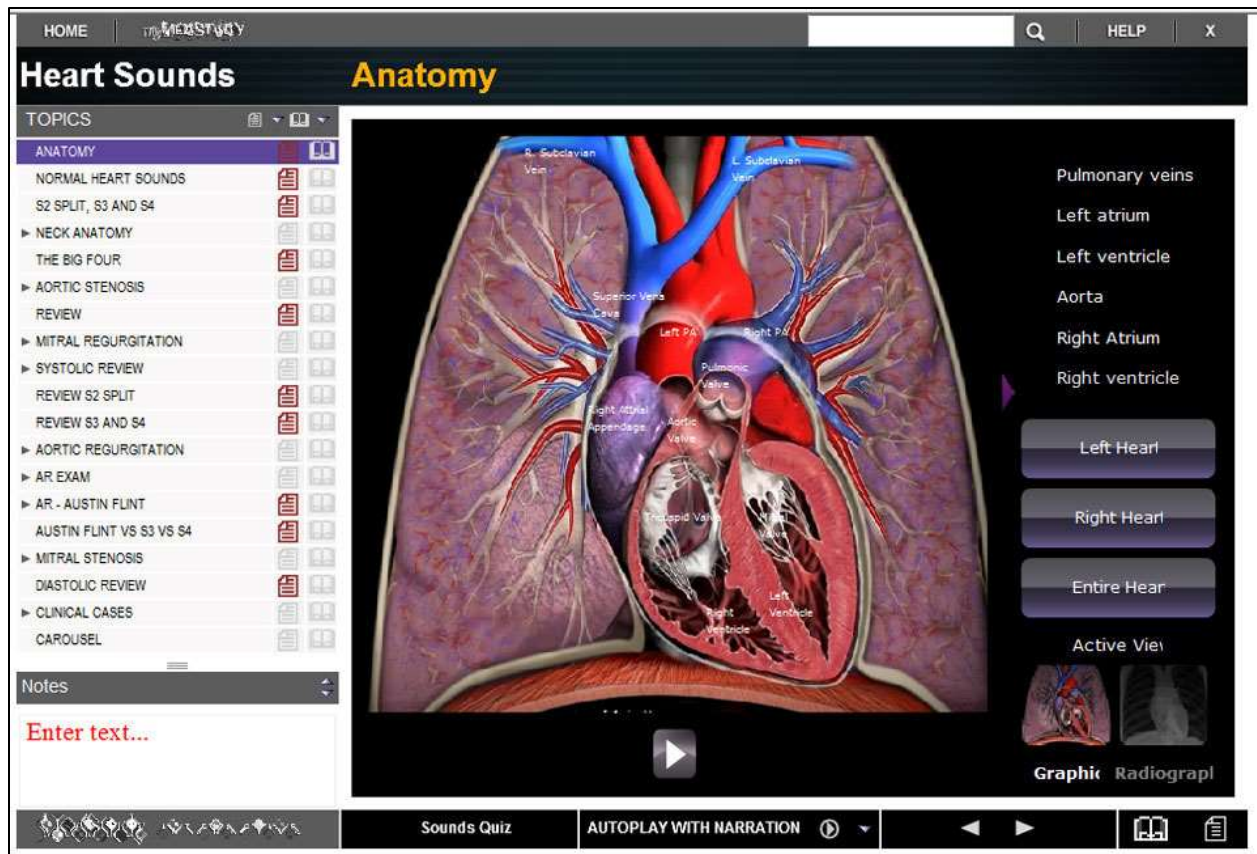 HOME
myMEDSTUDY
HELP
X
Heart Sounds
Anatomy
TOPICS
ANATOMY
NORMAL HEART SOUNDS
S2 SPLIT, S3 AND S4
NECK ANATOMY
THE BIG FOUR
AORTIC STENOSIS
REVIEW
MITRAL REGURGITATION
SYSTOLIC REVIEW
REVIEW S2 SPLIT
REVIEW S3 AND S4
AORTIC REGURGITATION
AR EXAM
AR - AUSTIN FLINT
AUSTIN FLINT VS S3 VS S4
MITRAL STENOSIS
DIASTOLIC REVIEW
CLINICAL CASES
CAROUSEL
Notes
Enter text...
R. Subclavian
Vein
L. Subclavian
Vein
Superior Vena
Cava
Left PA
Right PA
Pulmonic
Valve
Right Atrial
Appendage
Aortic
Valve
Tricuspid Valve
Mitral
Valve
Left
Ventricle
Right
Ventricle
Pulmonary veins
Left atrium
Left ventricle
Aorta
Right Atrium
Right ventricle
Left Heart
Right Heart
Entire Hear
Active Vie
Graphic
Radiograpl
Sounds Quiz
AUTOPLAY WITH NARRATION